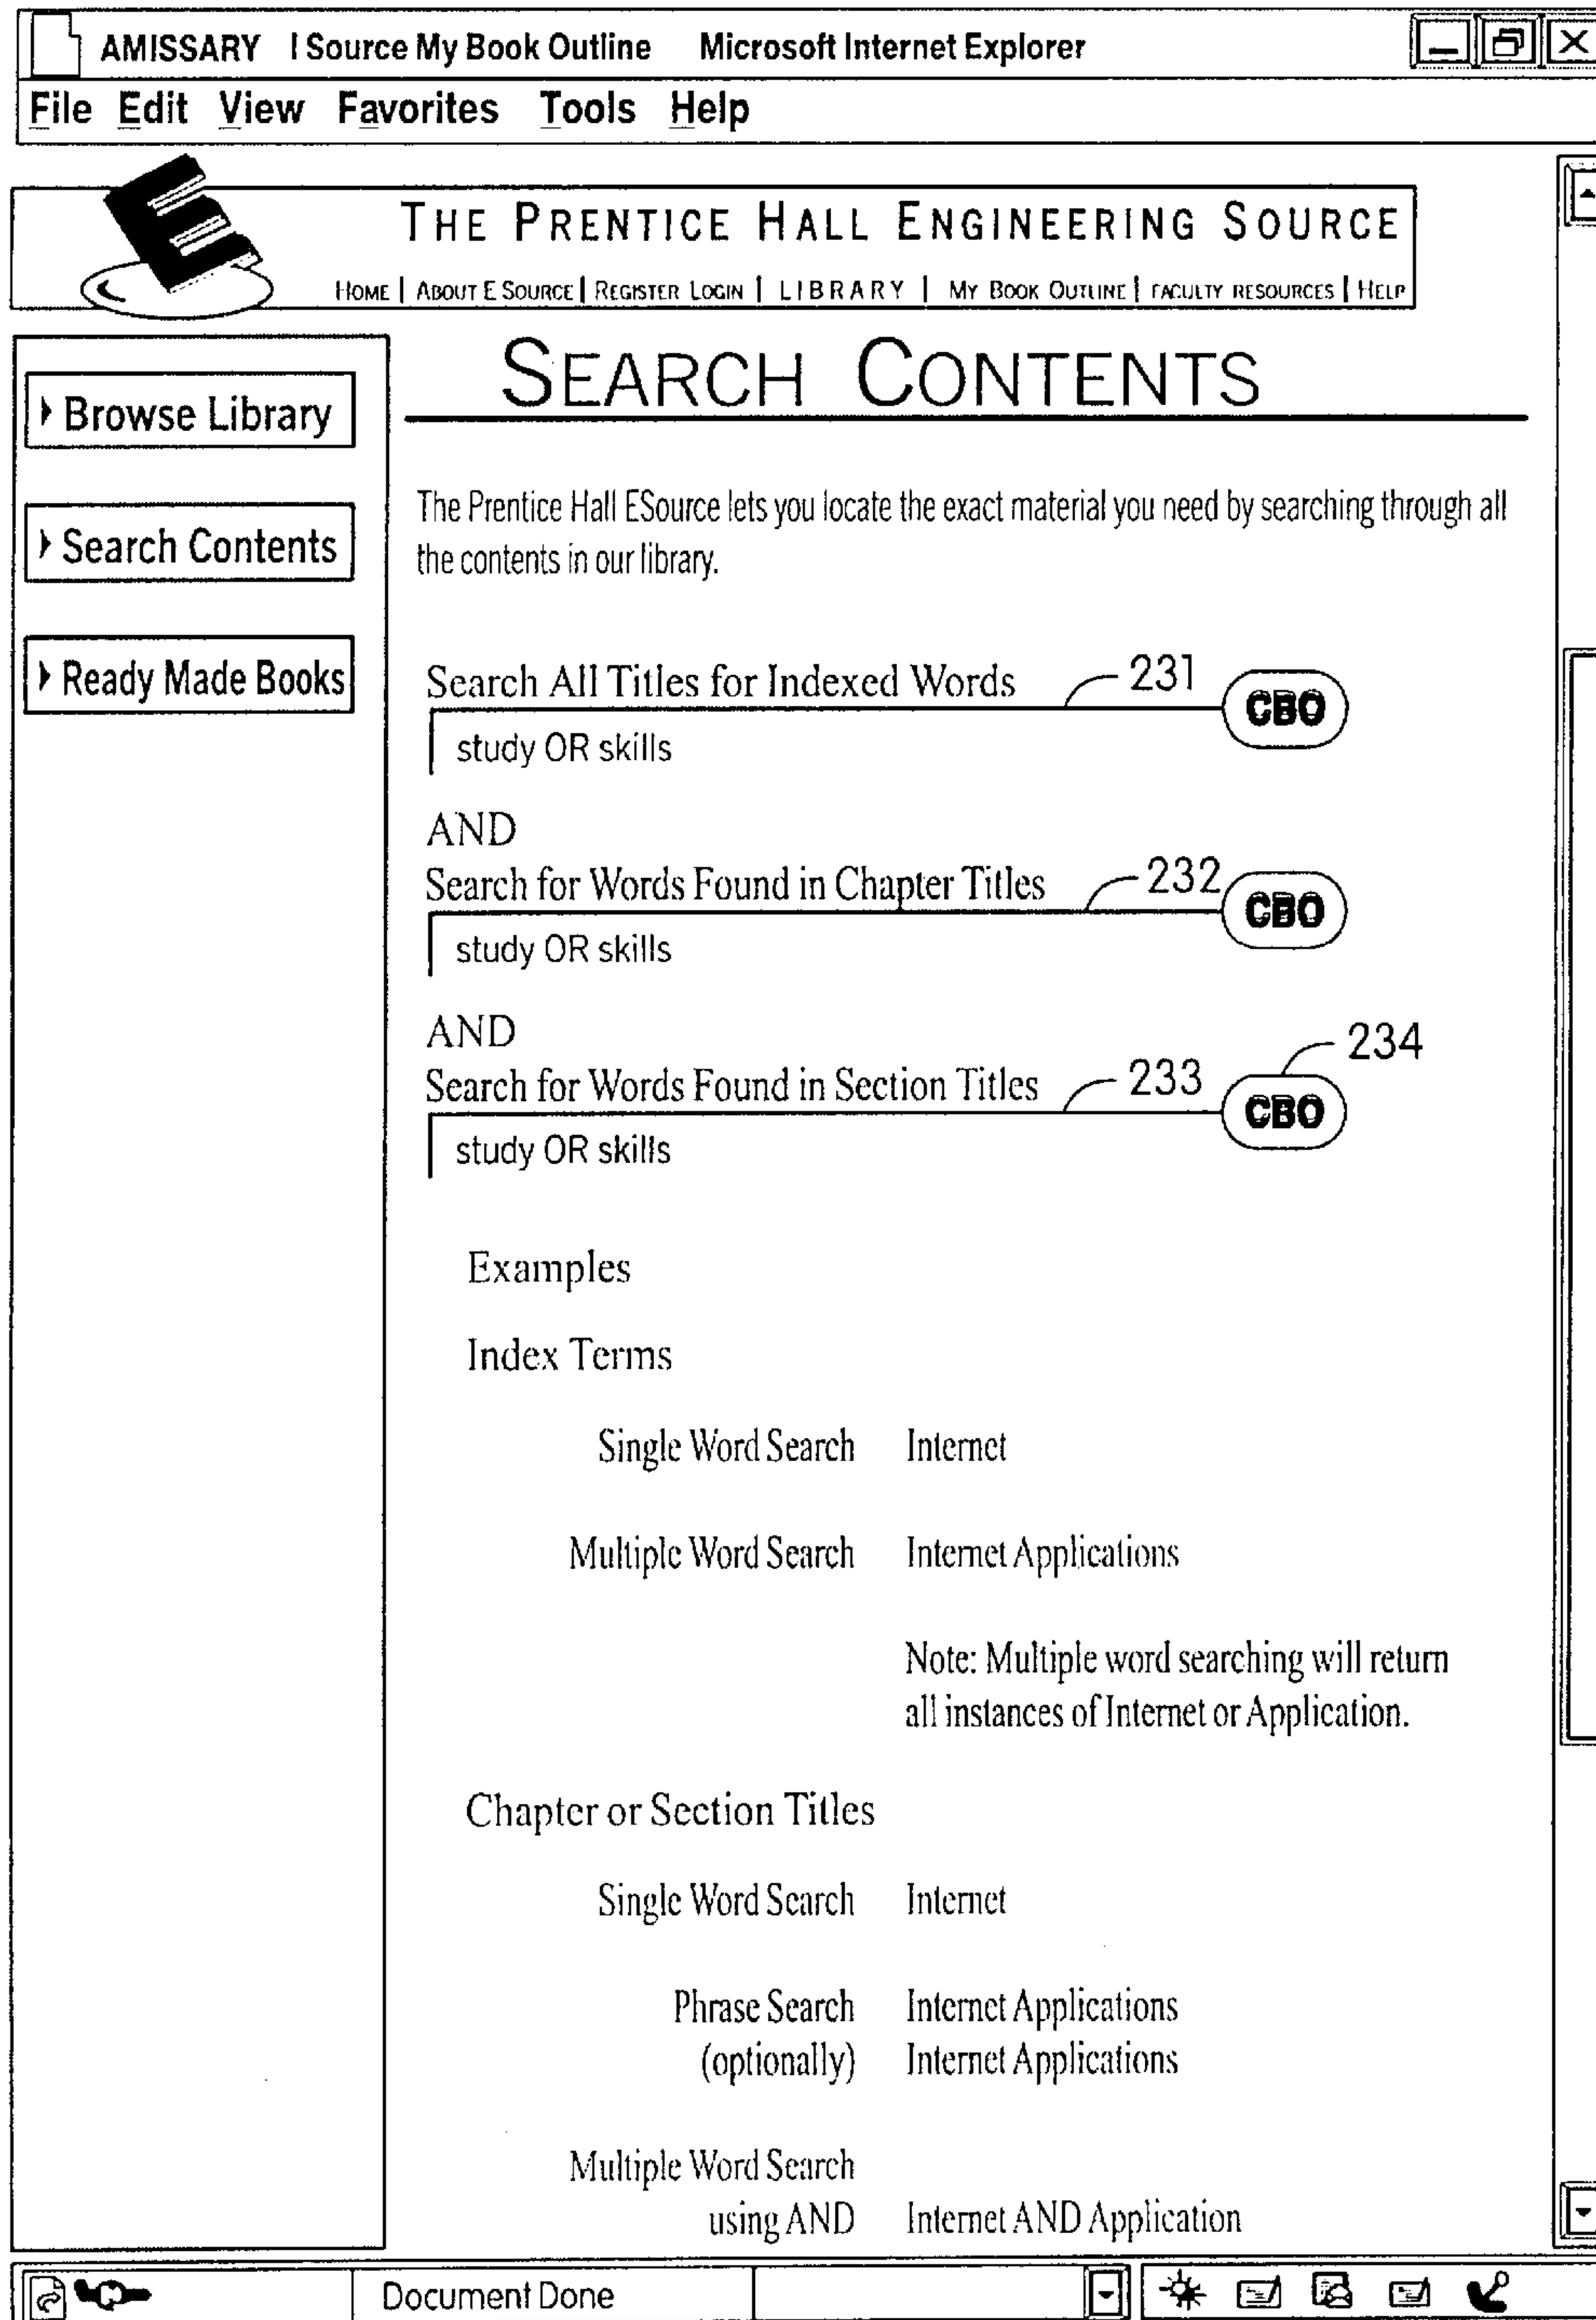 AMISSARY I Source My Book Outline Microsoft Internet Explorer
File Edit View Favorites Tools Help
THE PRENTICE HALL ENGINEERING SOURCE
HOME | ABOUT E SOURCE | REGISTER LOGIN | LIBRARY | MY BOOK OUTLINE | FACULTY RESOURCES | HELP
Browse Library
Search Contents
Ready Made Books
SEARCH CONTENTS
The Prentice Hall ESource lets you locate the exact material you need by searching through all
the contents in our library.
Search All Titles for Indexed Words 231
CBO
study OR skills
AND
Search for Words Found in Chapter Titles 232
CBO
study OR skills
AND
234
Search for Words Found in Section Titles 233
CBO
study OR skills
Examples
Index Terms
Single Word Search Internet
Multiple Word Search Internet Applications
Note: Multiple word searching will return
all instances of Internet or Application.
Chapter or Section Titles
Single Word Search Internet
Phrase Search Internet Applications
(optionally) Internet Applications
Multiple Word Search
using AND Internet AND Application
Document Done